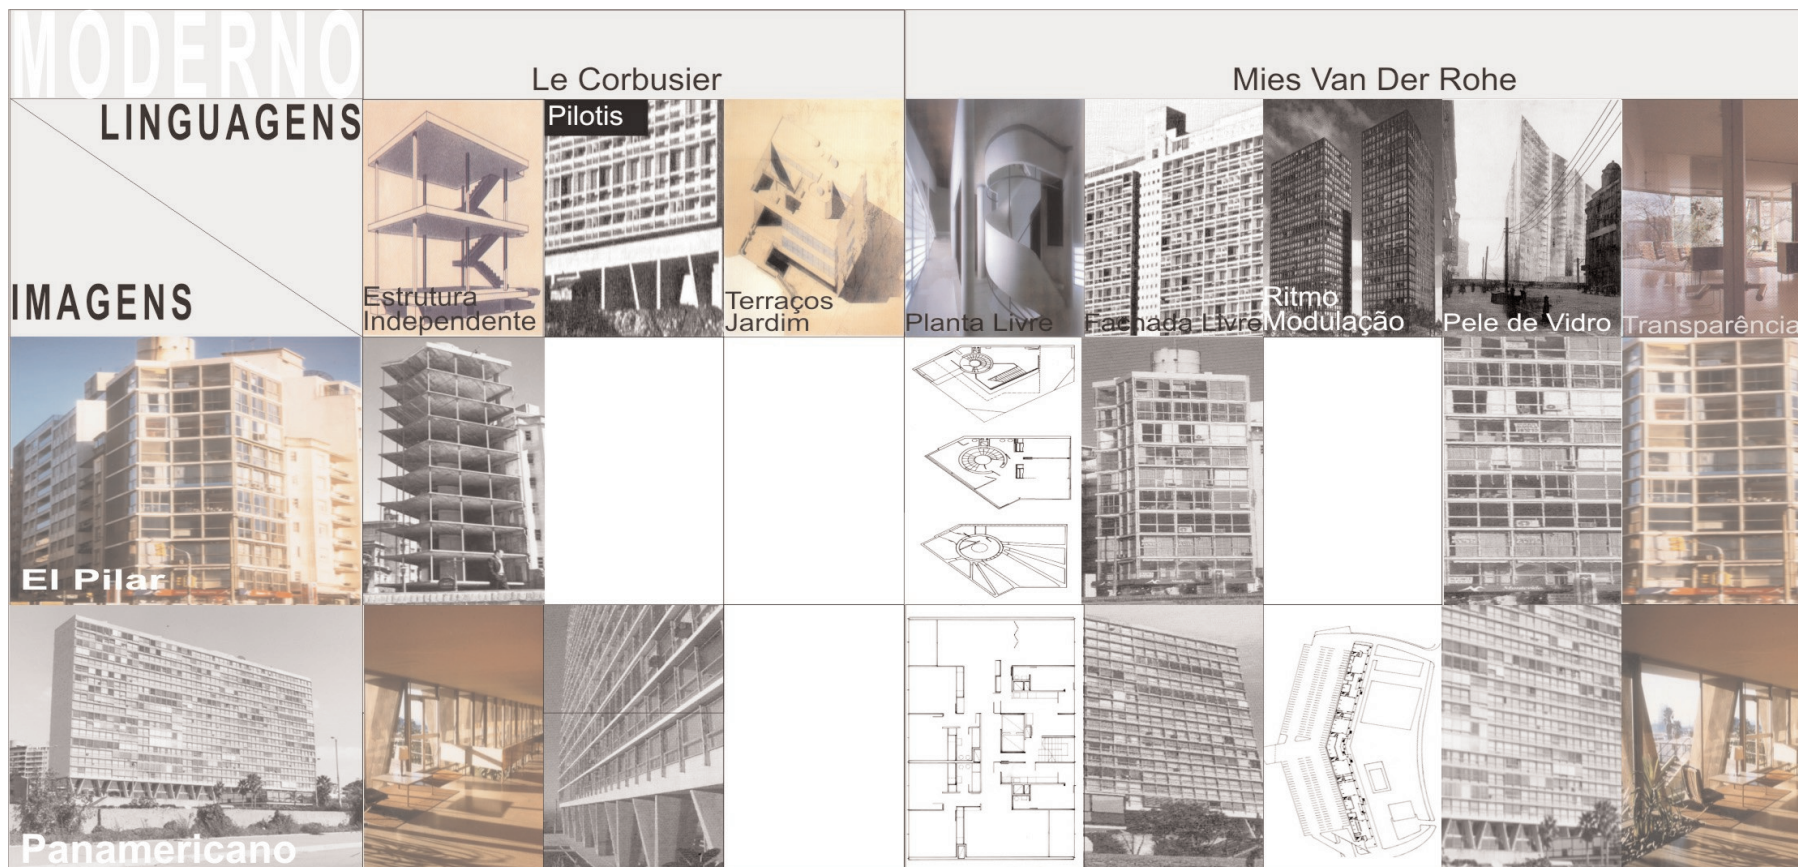 MODERNO
Le Corbusier
Mies Van Der Rohe
LINGUAGENS
IMAGENS
Estrutura
Independente
Pilotis
Terraços
Jardim
Planta Livre
Fachada Livre
Ritmo
Modulação
Pele de Vidro
Transparência
El Pilar
Panamericano